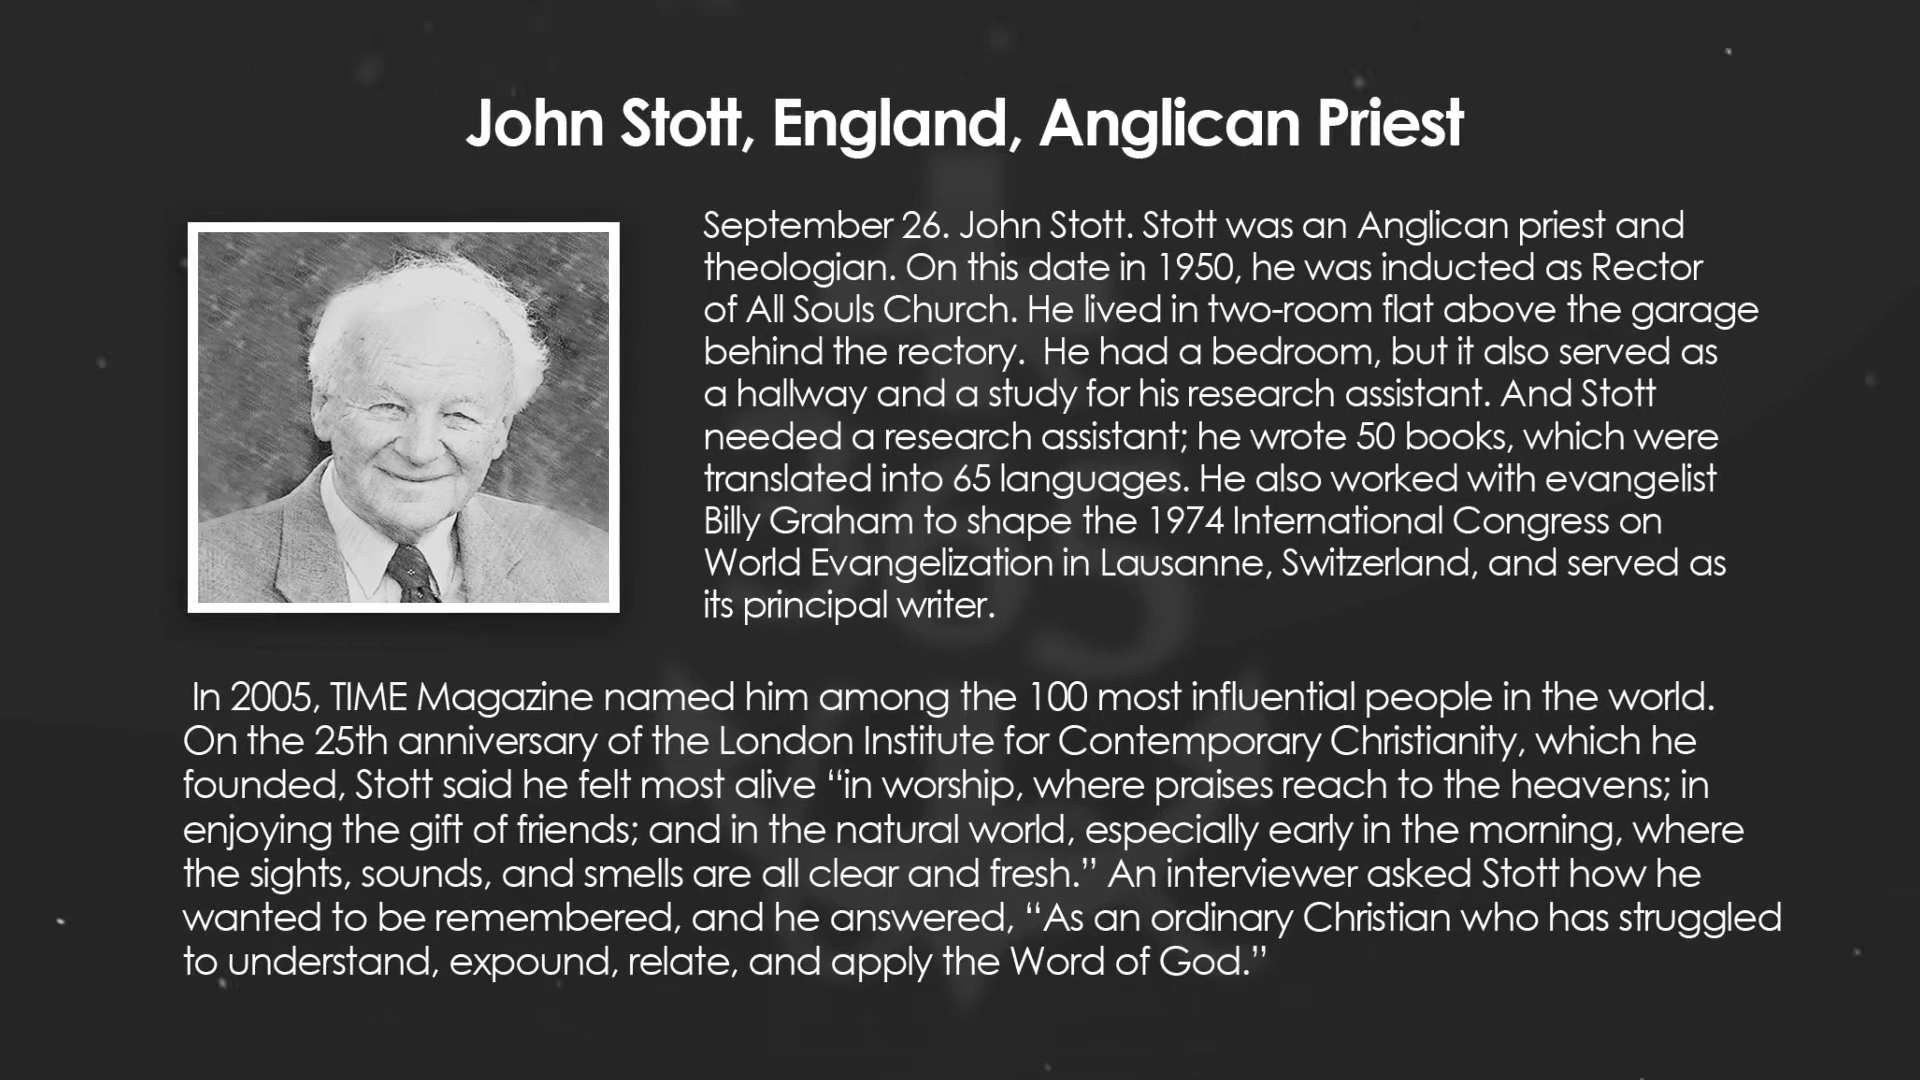 John Stott, England, Anglican Priest
September 26. John Stott. Stott was an Anglican priest and
theologian. On this date in 1950, he was inducted as Rector
of All Souls Church. He lived in two-room flat above the garage
behind the rectory.  He had a bedroom, but it also served as
a hallway and a study for his research assistant. And Stott
needed a research assistant; he wrote 50 books, which were
translated into 65 languages. He also worked with evangelist
Billy Graham to shape the 1974 International Congress on
World Evangelization in Lausanne, Switzerland, and served as
its principal writer.
In 2005, TIME Magazine named him among the 100 most influential people in the world.
On the 25th anniversary of the London Institute for Contemporary Christianity, which he
founded, Stott said he felt most alive “in worship, where praises reach to the heavens; in
enjoying the gift of friends; and in the natural world, especially early in the morning, where
the sights, sounds, and smells are all clear and fresh.” An interviewer asked Stott how he
wanted to be remembered, and he answered, “As an ordinary Christian who has struggled
to understand, expound, relate, and apply the Word of God.”